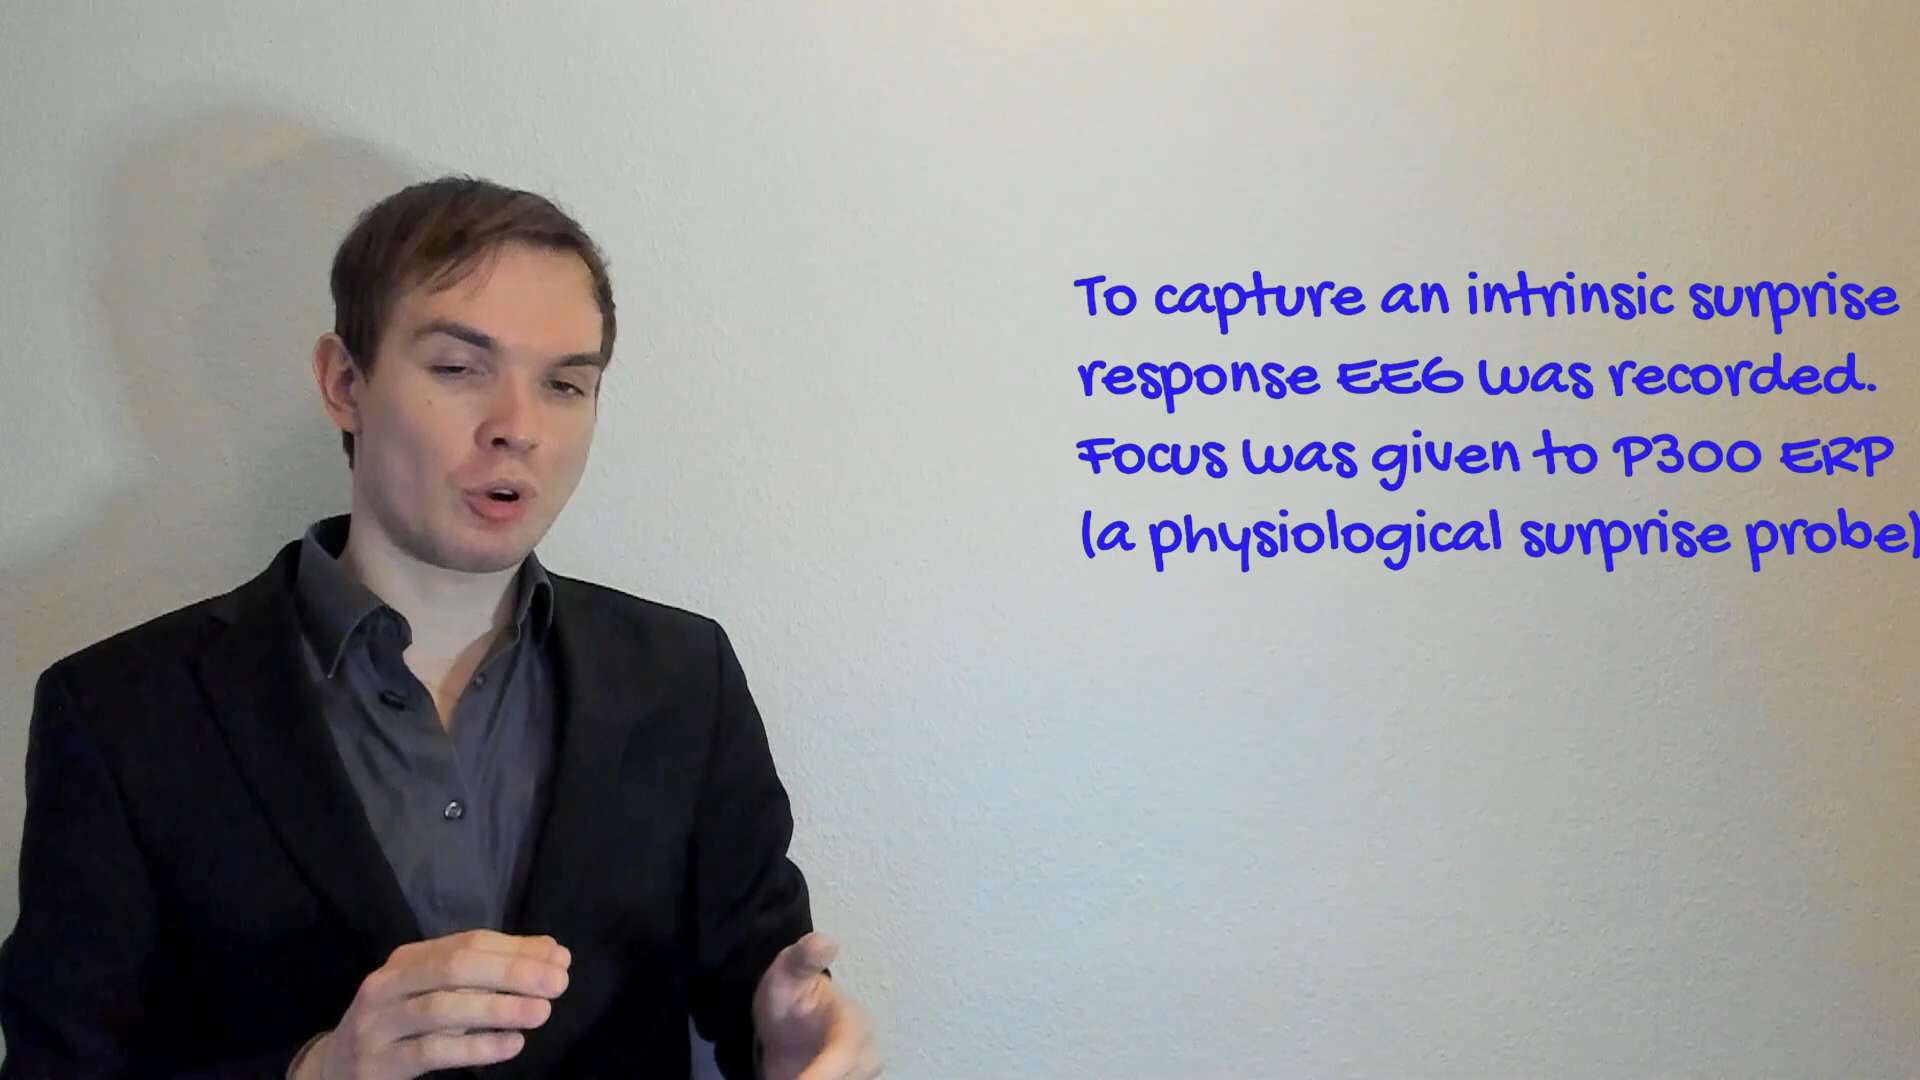 To capture an intrinsic surprise
response EEG was recorded.
Focus was given to P300 ERP
(a physiological surprise probe)